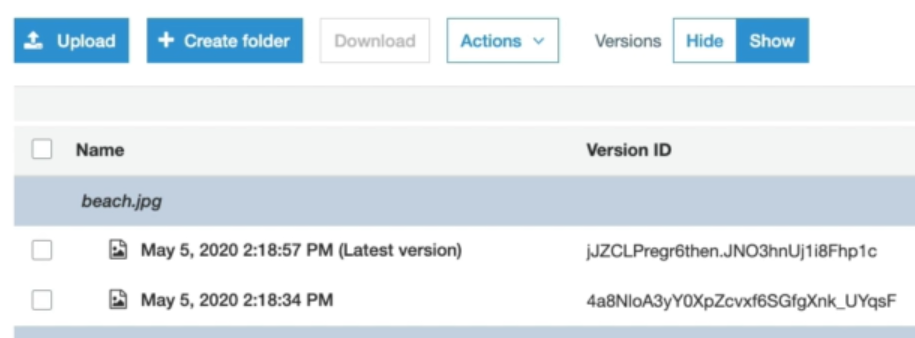 Upload + Create folder Download Actions Versions Hide Show
Name Version ID
beach.jpg
May 5, 2020 2:18:57 PM (Latest version) jJZCLPregr6then.JNO3hnUj1i8Fhp1c
May 5, 2020 2:18:34 PM 4a8NloA3yY0XpZcvxf6SGfgXnk_UYqsF